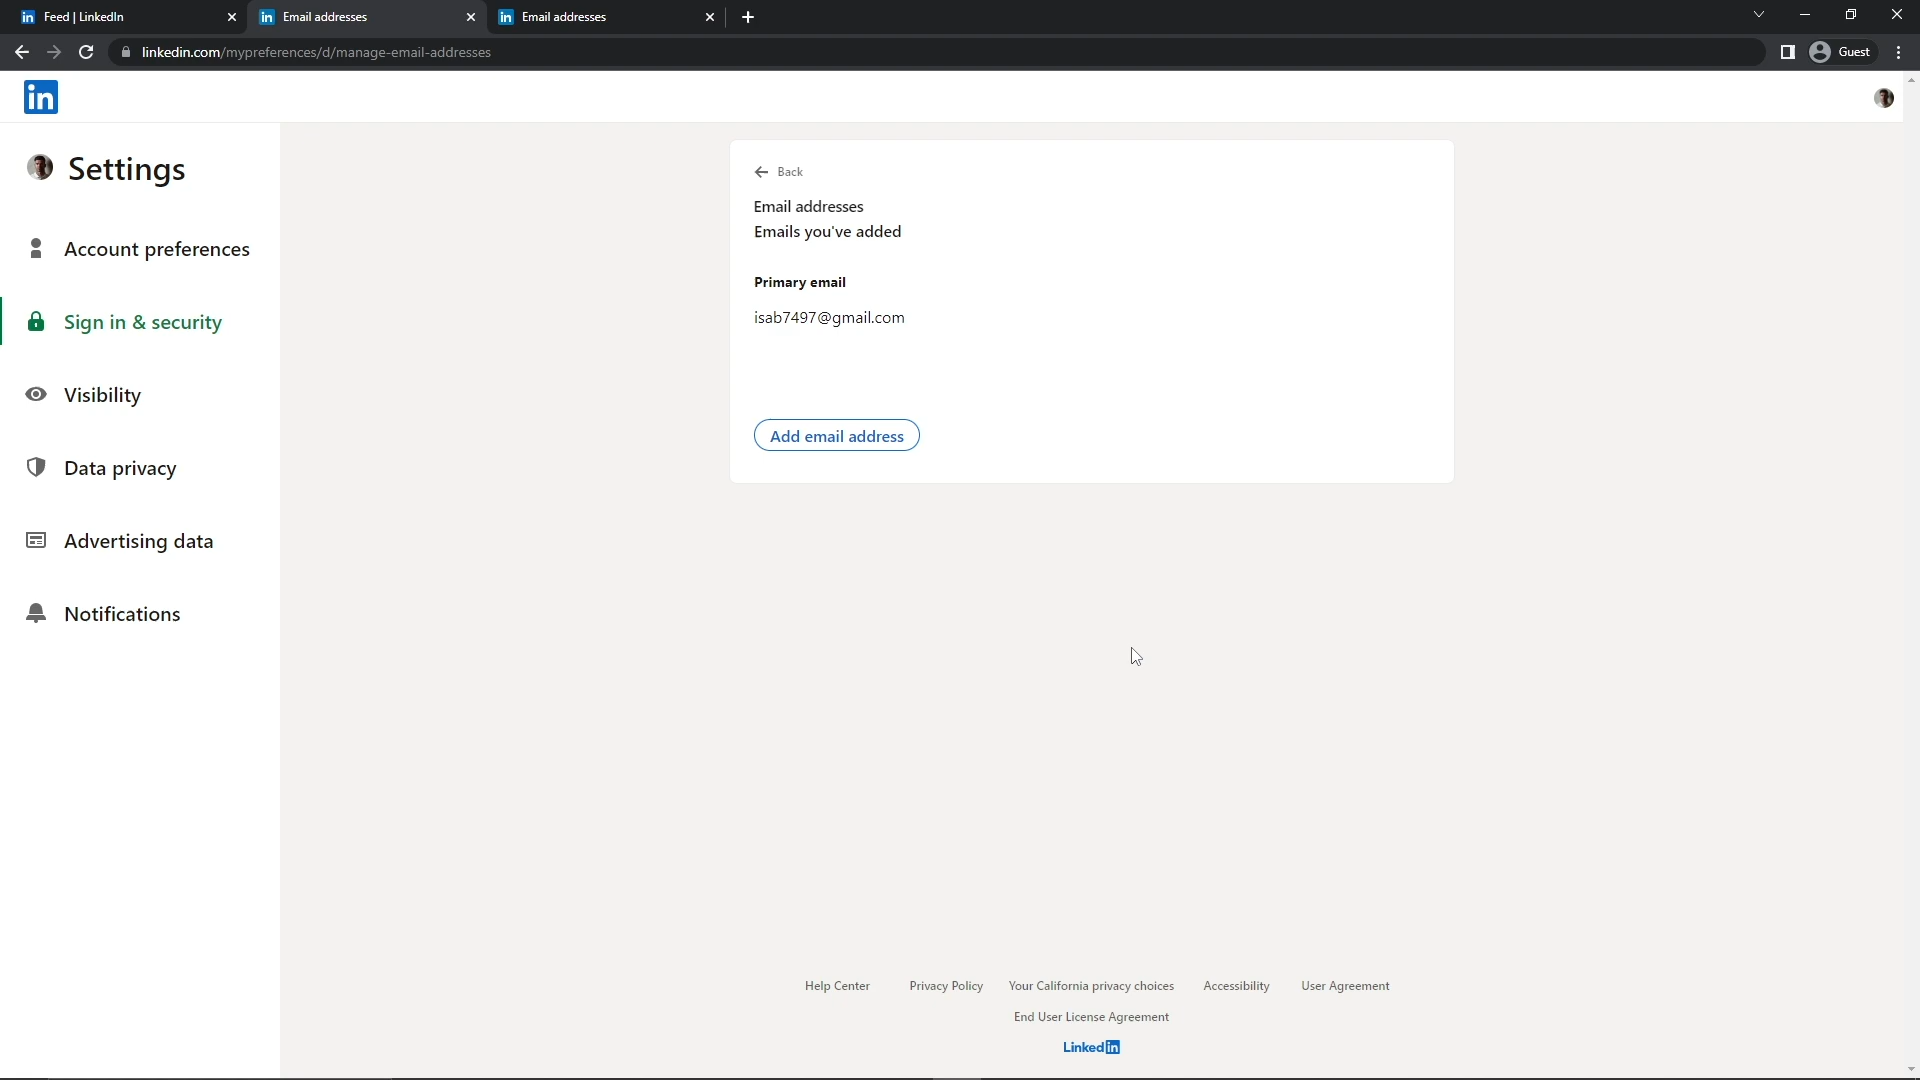 Feed | LinkedIn
Email addresses
Email addresses
linkedin.com/mypreferences/d/manage-email-addresses
Guest
in
Settings
Account preferences
Sign in & security
Visibility
Data privacy
Advertising data
Notifications
Back
Email addresses
Emails you've added
Primary email
isab7497@gmail.com
Add email address
Help Center
Privacy Policy
Your California privacy choices
Accessibility
User Agreement
End User License Agreement
LinkedIn